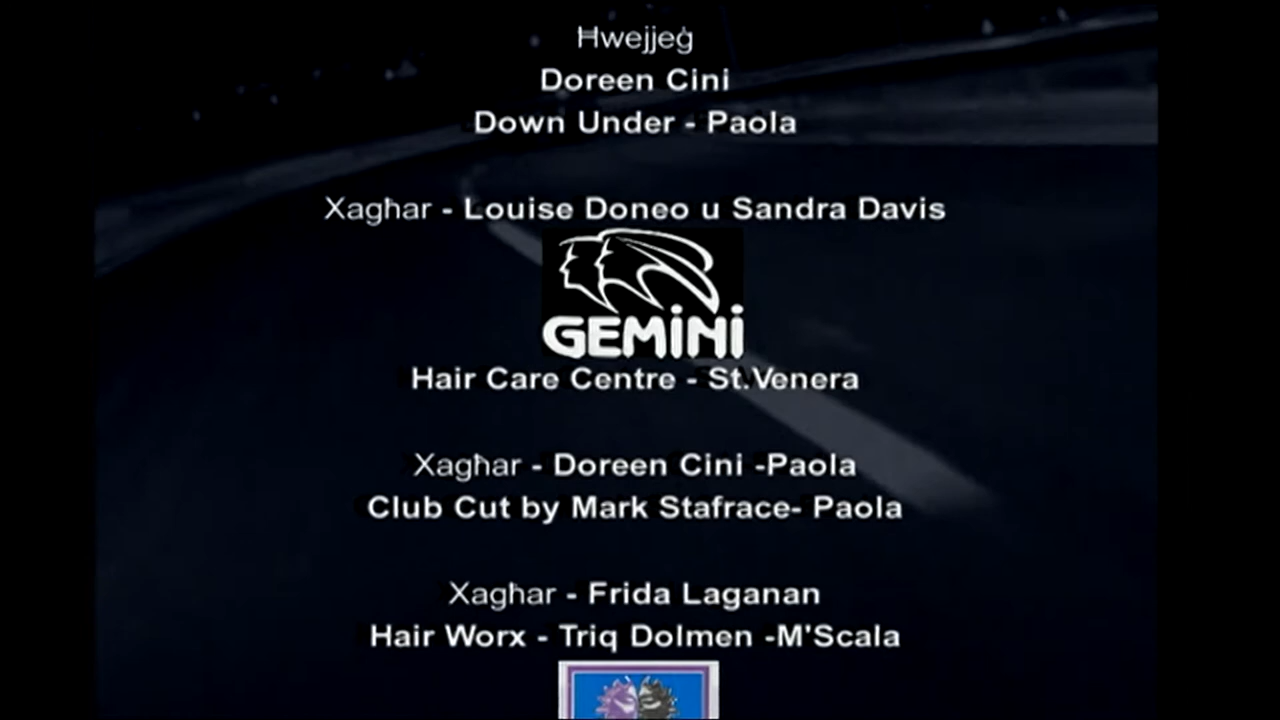 Ħwejjeġ
Doreen Cini
Down Under - Paola
Xagħar - Louise Doneo u Sandra Davis
GEMiNi
Hair Care Centre - St.Venera
Xagħar - Doreen Cini -Paola
Club Cut by Mark Stafrace- Paola
Xagħar - Frida Laganan
Hair Worx - Triq Dolmen -M'Scala